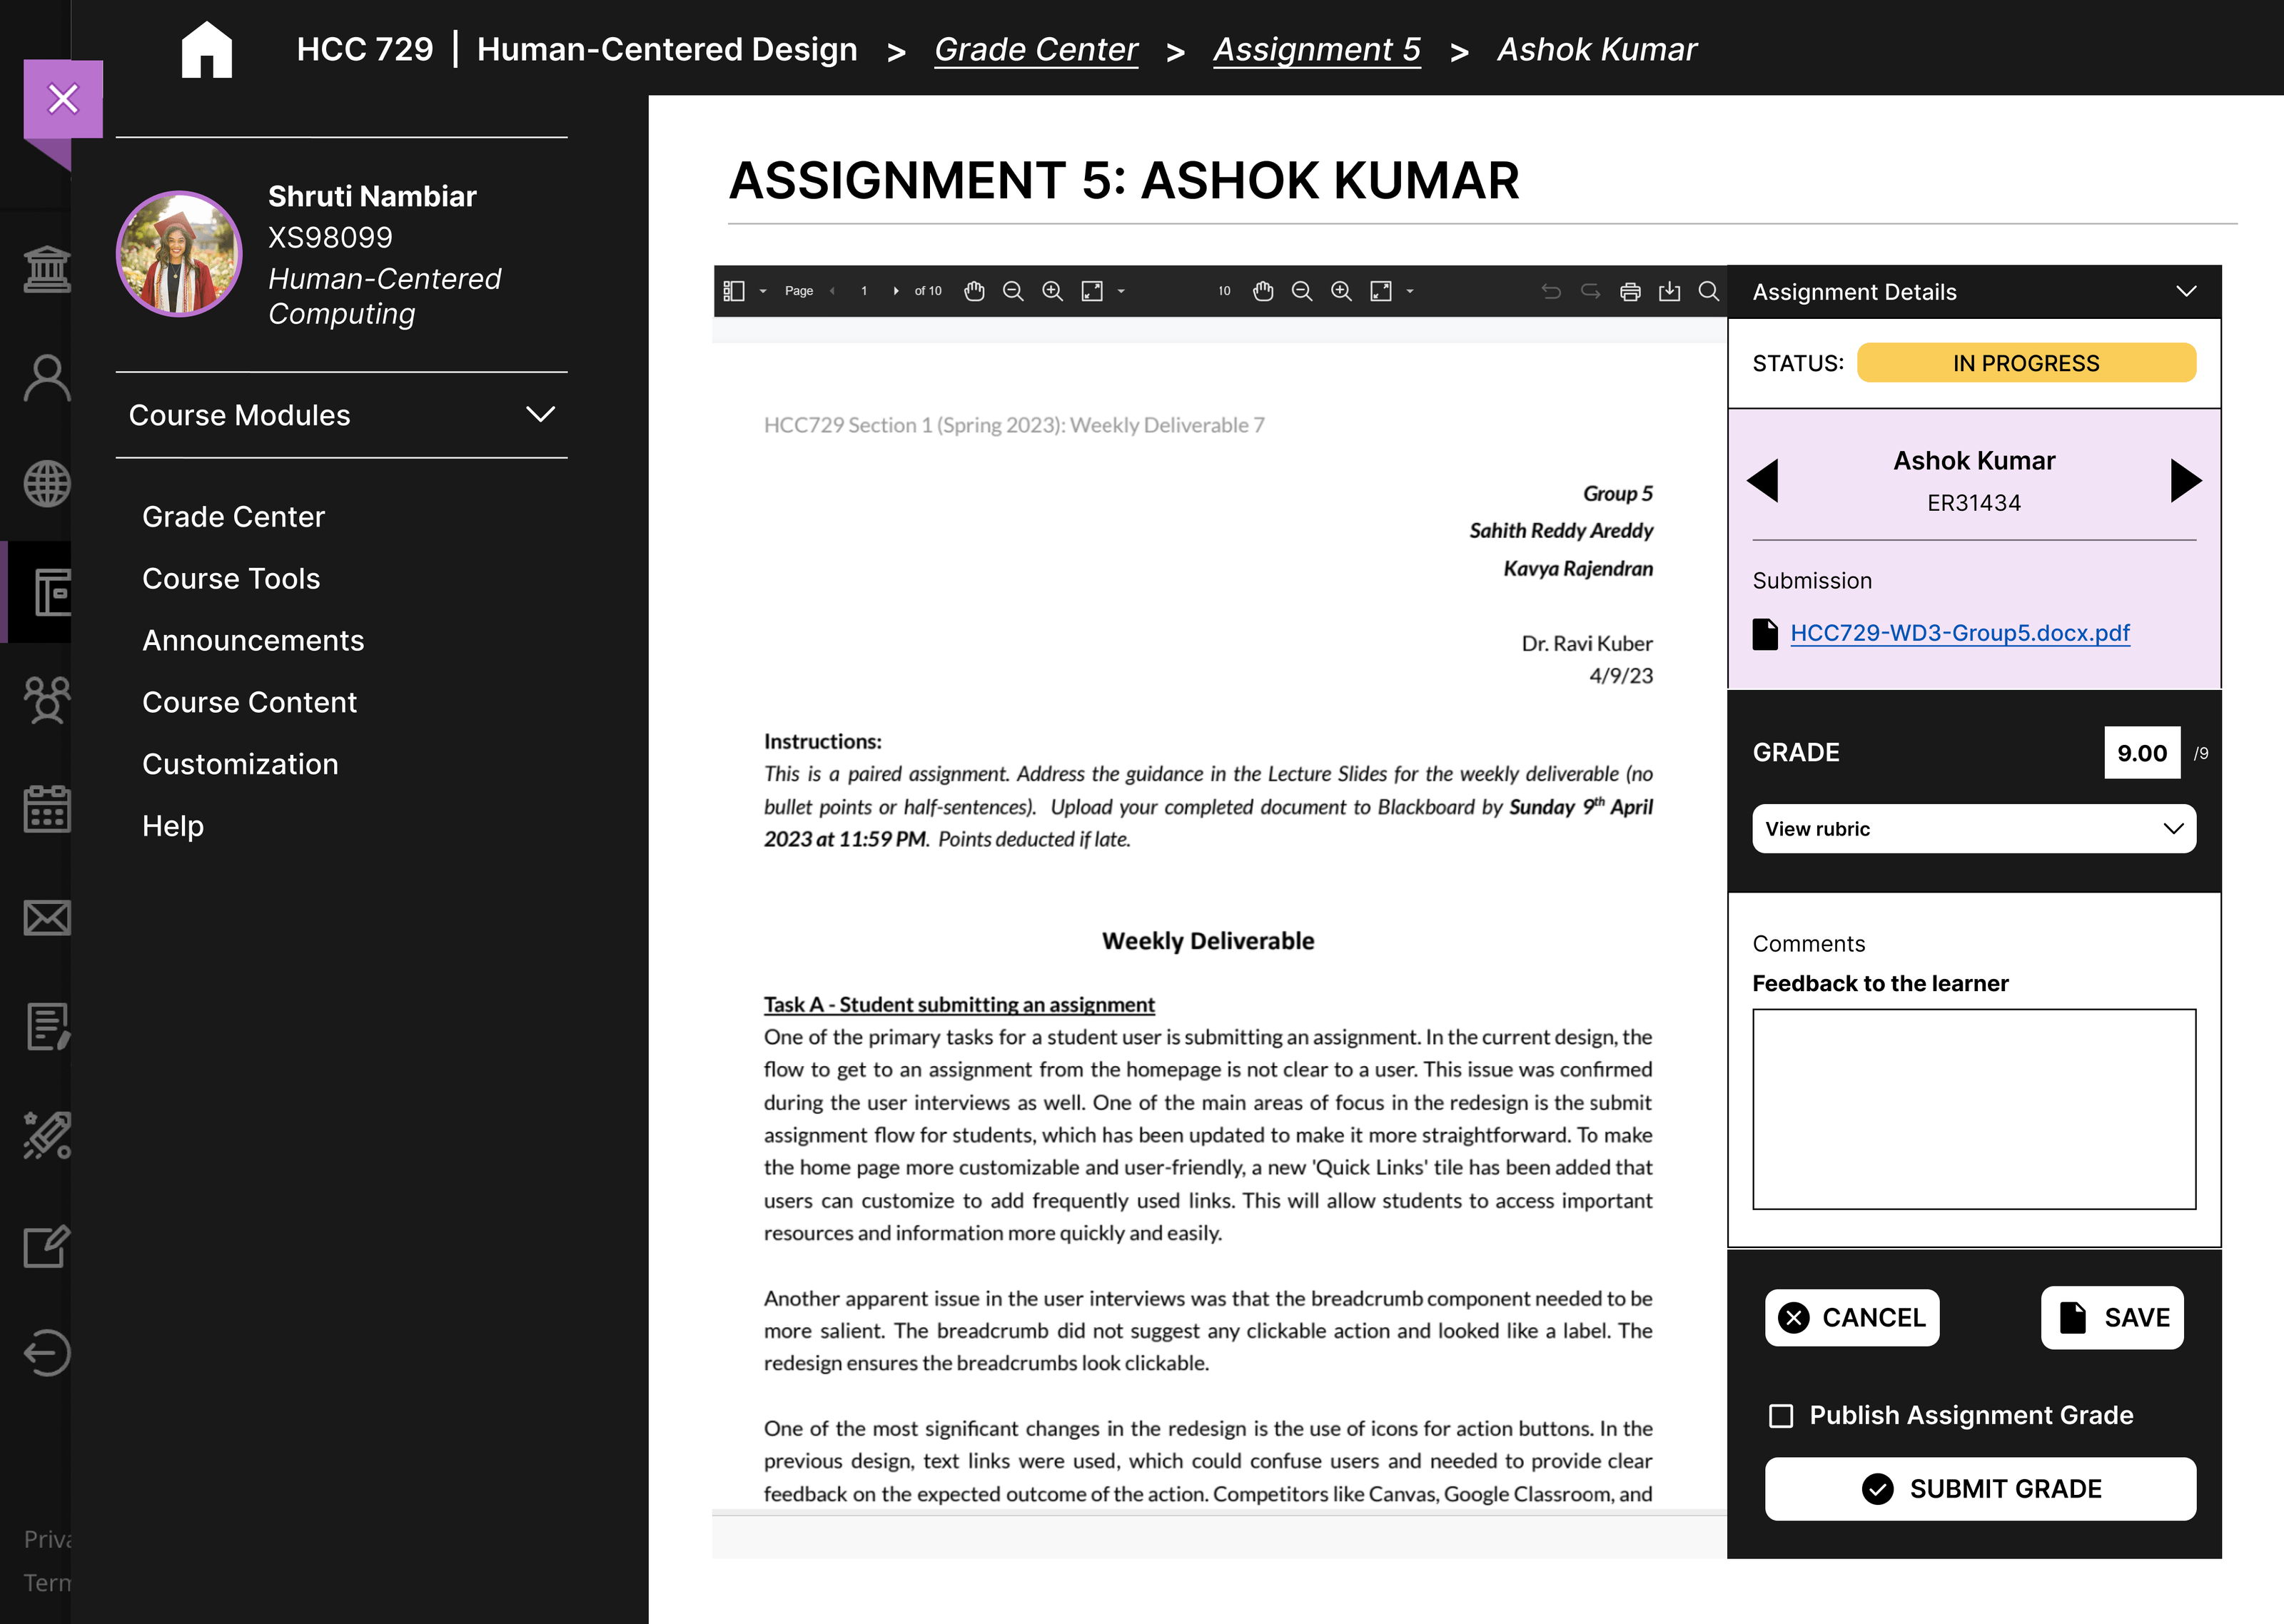 HCC 729 | Human-Centered Design > Grade Center > Assignment 5 > Ashok Kumar
Shruti Nambiar
XS98099
Human-Centered
Computing
Course Modules
Grade Center
Course Tools
Announcements
Course Content
Customization
Help
Priva
Term
ASSIGNMENT 5: ASHOK KUMAR
Page 1 of 10 10
HCC729 Section 1 (Spring 2023): Weekly Deliverable 7
Group 5
Sahith Reddy Areddy
Kavya Rajendran
Dr. Ravi Kuber
4/9/23
Instructions:
This is a paired assignment. Address the guidance in the Lecture Slides for the weekly deliverable (no
bullet points or half-sentences). Upload your completed document to Blackboard by Sunday 9th April
2023 at 11:59 PM. Points deducted if late.
Weekly Deliverable
Task A - Student submitting an assignment
One of the primary tasks for a student user is submitting an assignment. In the current design, the
flow to get to an assignment from the homepage is not clear to a user. This issue was confirmed
during the user interviews as well. One of the main areas of focus in the redesign is the submit
assignment flow for students, which has been updated to make it more straightforward. To make
the home page more customizable and user-friendly, a new 'Quick Links' tile has been added that
users can customize to add frequently used links. This will allow students to access important
resources and information more quickly and easily.
Another apparent issue in the user interviews was that the breadcrumb component needed to be
more salient. The breadcrumb did not suggest any clickable action and looked like a label. The
redesign ensures the breadcrumbs look clickable.
One of the most significant changes in the redesign is the use of icons for action buttons. In the
previous design, text links were used, which could confuse users and needed to provide clear
feedback on the expected outcome of the action. Competitors like Canvas, Google Classroom, and
Assignment Details
STATUS: IN PROGRESS
Ashok Kumar
ER31434
Submission
HCC729-WD3-Group5.docx.pdf
GRADE 9.00 /9
View rubric
Comments
Feedback to the learner
CANCEL SAVE
Publish Assignment Grade
SUBMIT GRADE